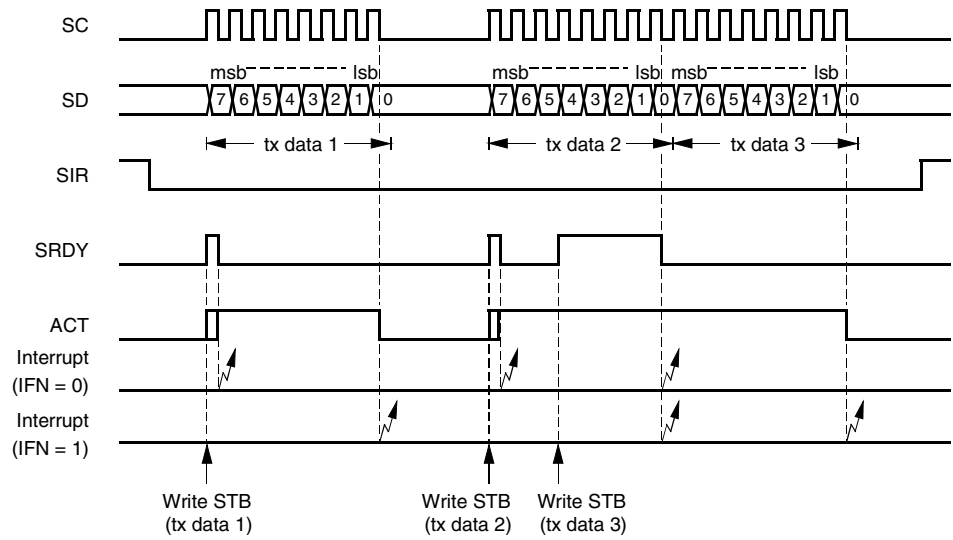 SC
msb lsb msb lsb msb lsb
SD 7 6 5 4 3 2 1 0 7 6 5 4 3 2 1 0 7 6 5 4 3 2 1 0
tx data 1 tx data 2 tx data 3
SIR
SRDY
ACT
Interrupt
(IFN = 0)
Interrupt
(IFN = 1)
Write STB Write STB Write STB
(tx data 1) (tx data 2) (tx data 3)